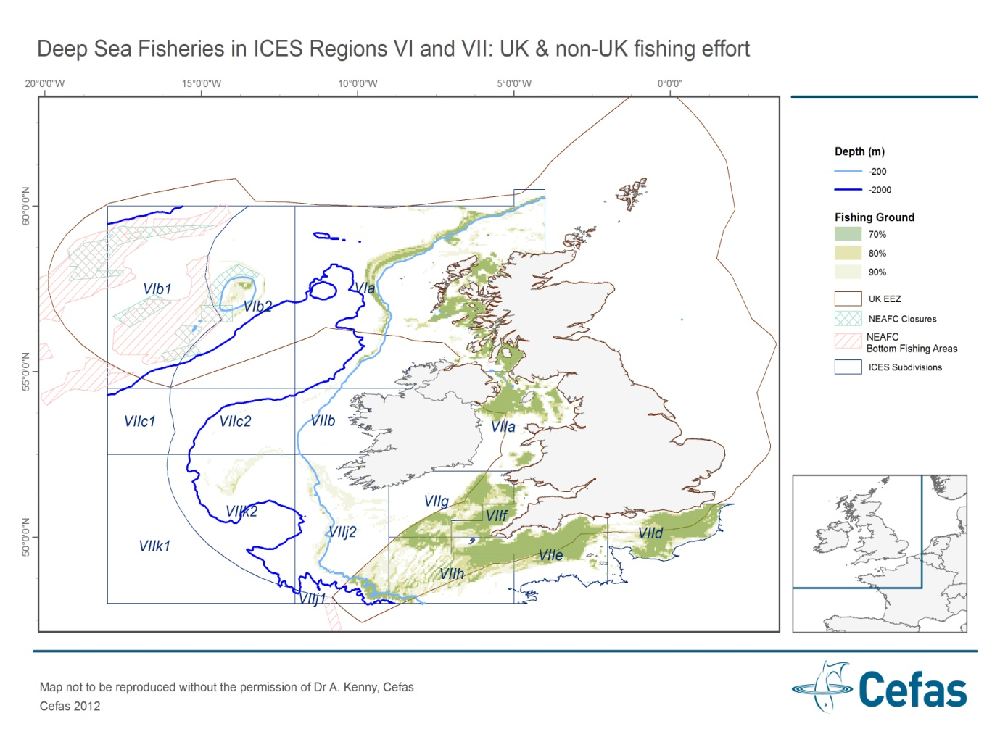 Deep Sea Fisheries in ICES Regions VI and VII: UK & non-UK fishing effort
20°0'0"W 15°0'0"W 10°0'0"W 5°0'0"W 0°0'0"
60°0'0"N
55°0'0"N
50°0'0"N
VIb1
VIb2
VIa
VIIc1
VIIc2
VIIb
VIIa
VIIg
VIIf
VIIk2
VIIj2
VIId
VIIk1
VIIe
VIIh
VIIj1
Depth (m)
-200
-2000
Fishing Ground
70%
80%
90%
UK EEZ
NEAFC Closures
NEAFC
Bottom Fishing Areas
ICES Subdivisions
Map not to be reproduced without the permission of Dr A. Kenny, Cefas
Cefas 2012
Cefas